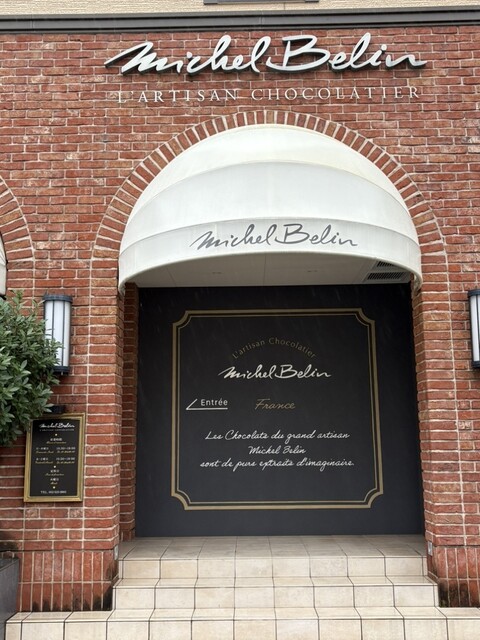 Michel Belin
L'ARTISAN CHOCOLATIER
Michel Belin
L'Artisan Chocolatier
Michel Belin
Entrée
France
Les Chocolats du grand artisan
Michel Belin
sont de purs extraits d'imaginaire.